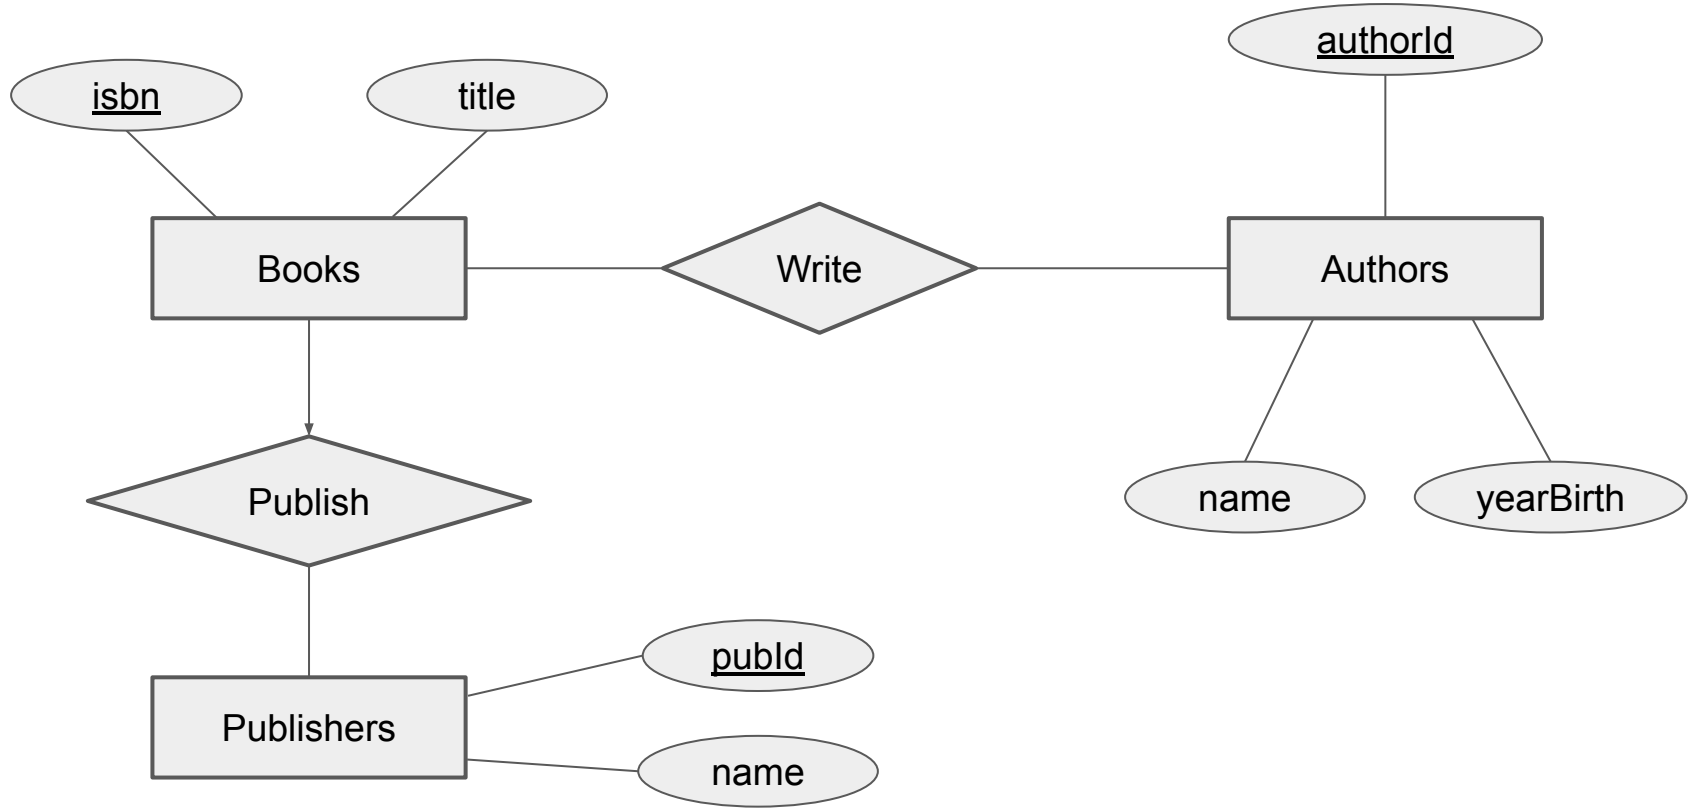 authorId
isbn
title
Books
Write
Authors
Publish
name
yearBirth
pubId
Publishers
name